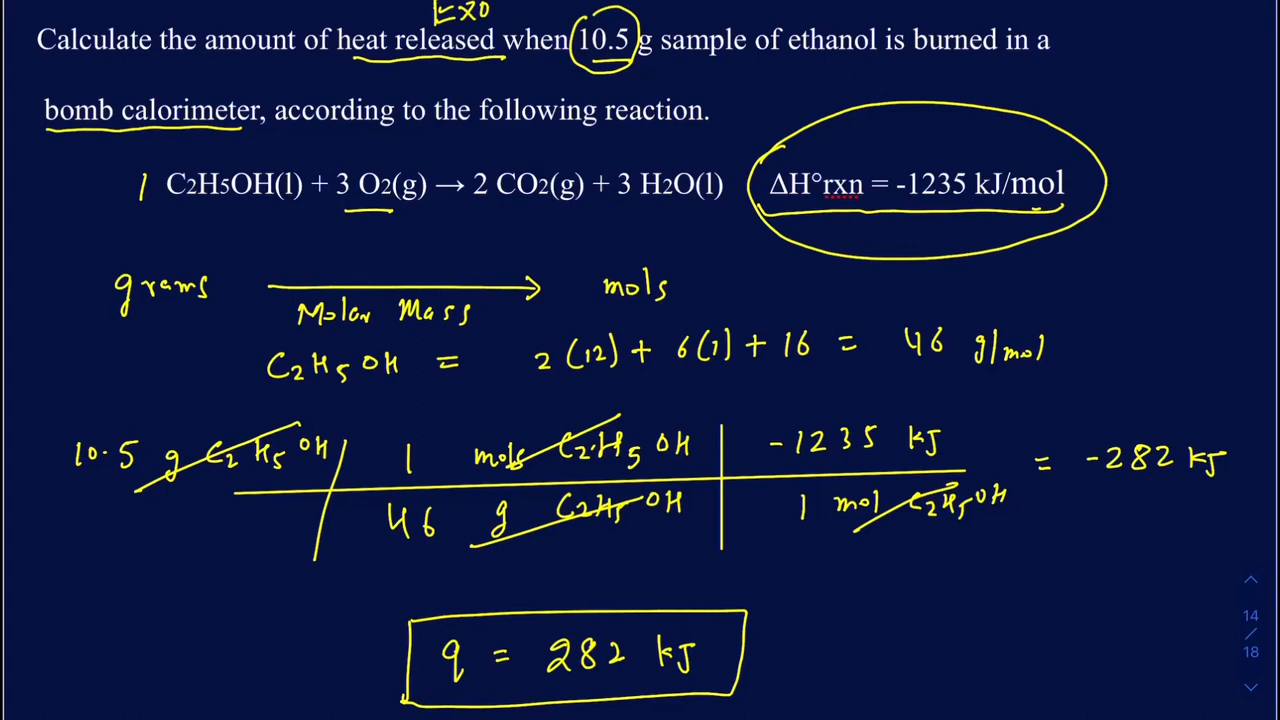 Exo
Calculate the amount of heat released when 10.5 g sample of ethanol is burned in a
bomb calorimeter, according to the following reaction.
1 C2H5OH(l) + 3 O2(g) → 2 CO2(g) + 3 H2O(l) ΔH°rxn = -1235 kJ/mol
grams → mols
Molar Mass
C2H5OH = 2(12) + 6(1) + 16 = 46 g/mol
10.5 g C2H5OH 1 mols C2H5OH -1235 kJ = -282 kJ
46 g C2H5OH 1 mol C2H5OH
q = 282 kJ
14
/
18